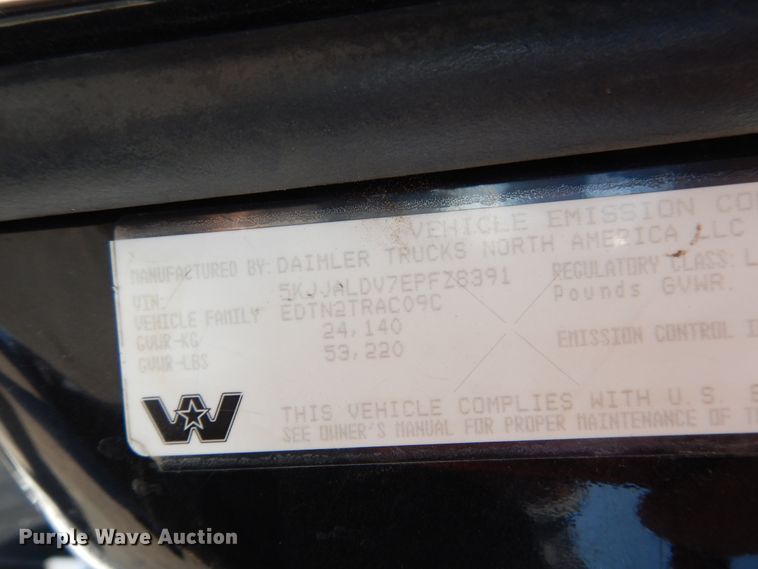 VEHICLE EMISSION CO
MANUFACTURED BY: DAIMLER TRUCKS NORTH AMERICA LLC
VIN: 5KJJALDV7EPFZ8391 REGULATORY CLASS: L
VEHICLE FAMILY EDTN2TRAC09C Pounds GVWR.
GVWR-KG 24,140
GVWR-LBS 53,220 EMISSION CONTROL I
THIS VEHICLE COMPLIES WITH U.S. E
SEE OWNER'S MANUAL FOR PROPER MAINTENANCE OF T
W
Purple Wave Auction